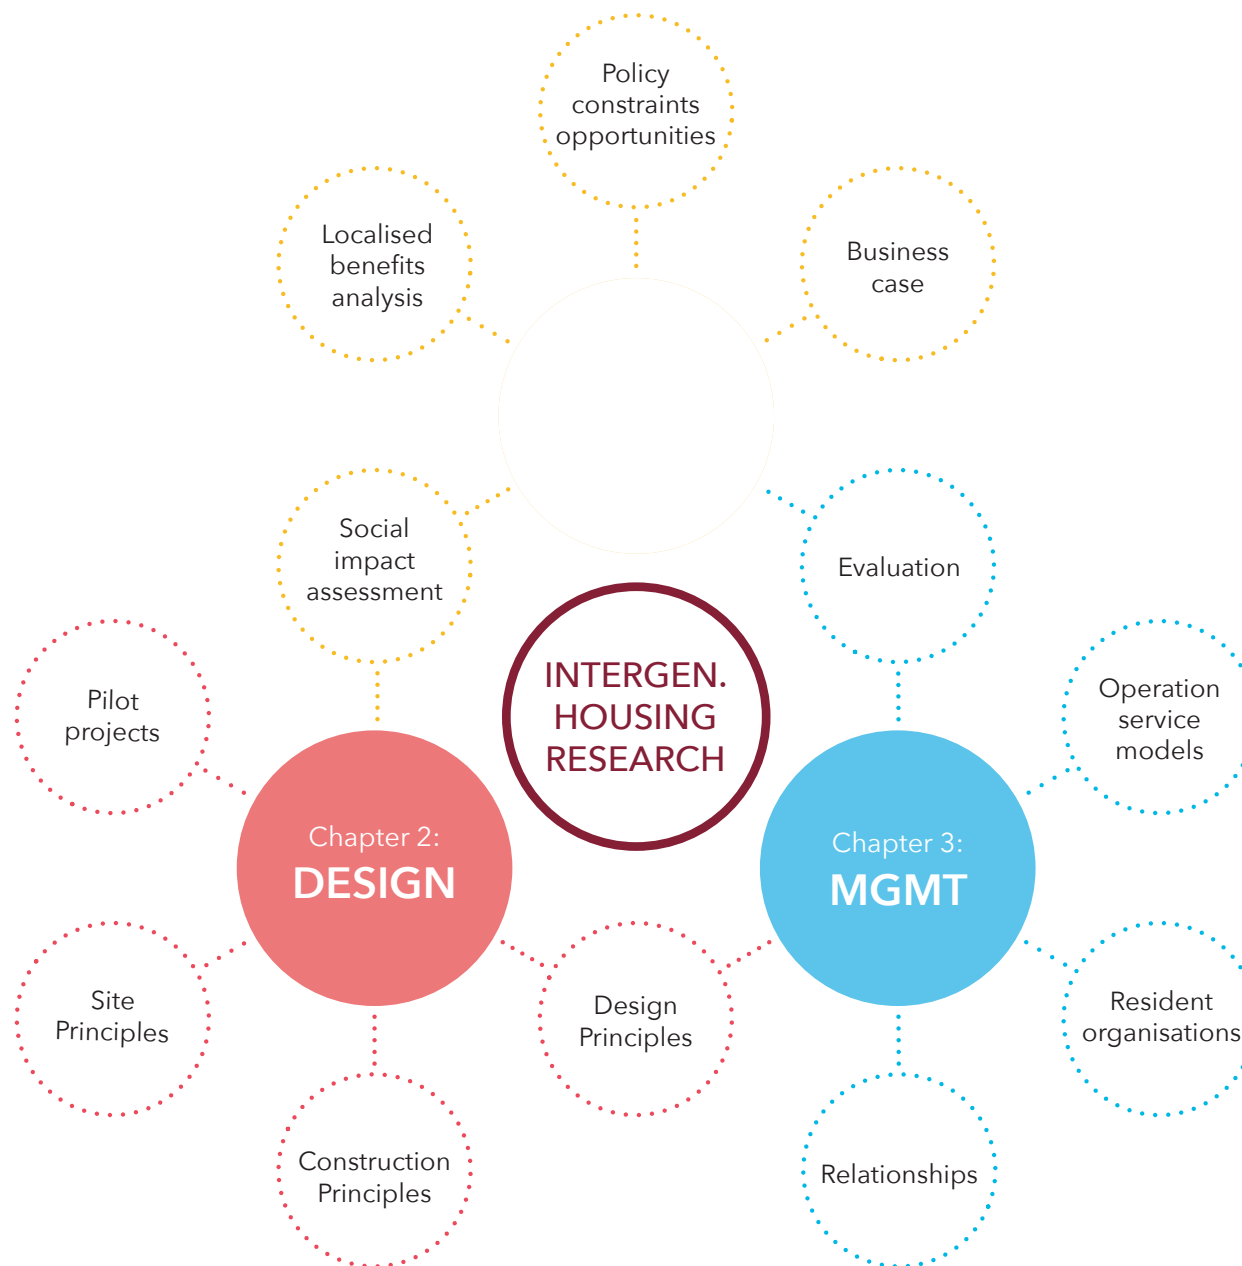 Policy
constraints
opportunities
Localised
benefits
analysis
Business
case
Social
impact
assessment
Evaluation
INTERGEN.
HOUSING
RESEARCH
Pilot
projects
Operation
service
models
Chapter 2:
DESIGN
Chapter 3:
MGMT
Site
Principles
Design
Principles
Resident
organisations
Construction
Principles
Relationships